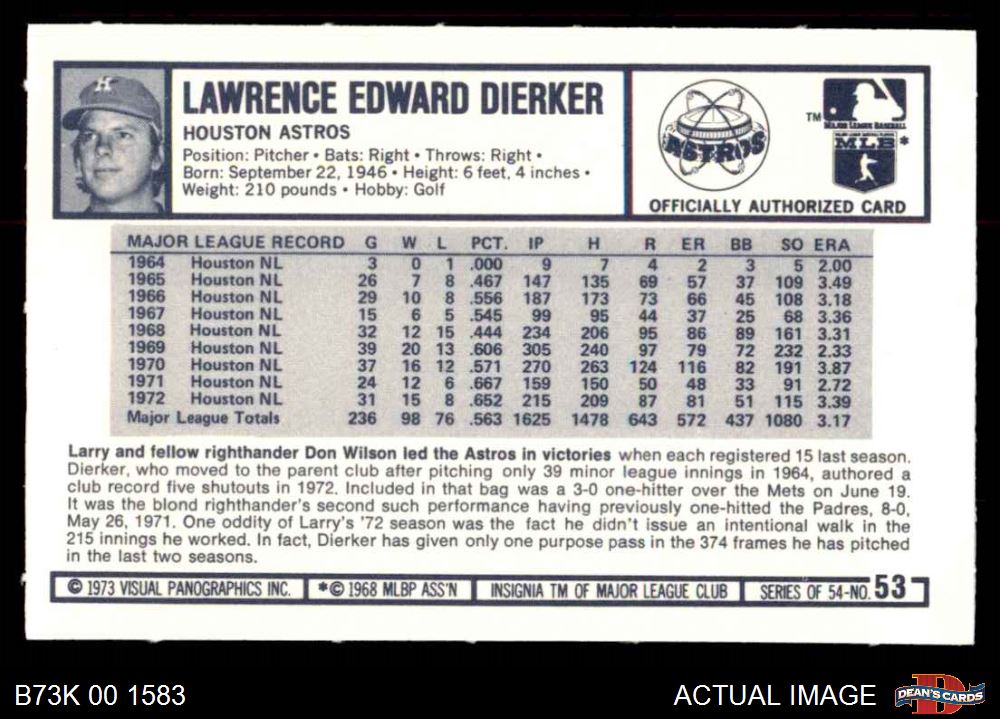 LAWRENCE EDWARD DIERKER
HOUSTON ASTROS
Position: Pitcher • Bats: Right • Throws: Right •
Born: September 22, 1946 • Height: 6 feet, 4 inches •
Weight: 210 pounds • Hobby: Golf
H
ASTROS
TM
MAJOR LEAGUE BASEBALL
MLB *
OFFICIALLY AUTHORIZED CARD
MAJOR LEAGUE RECORD G W L PCT. IP H R ER BB SO ERA
1964 Houston NL 3 0 1 .000 9 7 4 2 3 5 2.00
1965 Houston NL 26 7 8 .467 147 135 69 57 37 109 3.49
1966 Houston NL 29 10 8 .556 187 173 73 66 45 108 3.18
1967 Houston NL 15 6 5 .545 99 95 44 37 25 68 3.36
1968 Houston NL 32 12 15 .444 234 206 95 86 89 161 3.31
1969 Houston NL 39 20 13 .606 305 240 97 79 72 232 2.33
1970 Houston NL 37 16 12 .571 270 263 124 116 82 191 3.87
1971 Houston NL 24 12 6 .667 159 150 50 48 33 91 2.72
1972 Houston NL 31 15 8 .652 215 209 87 81 51 115 3.39
Major League Totals 236 98 76 .563 1625 1478 643 572 437 1080 3.17
Larry and fellow righthander Don Wilson led the Astros in victories when each registered 15 last season.
Dierker, who moved to the parent club after pitching only 39 minor league innings in 1964, authored a
club record five shutouts in 1972. Included in that bag was a 3-0 one-hitter over the Mets on June 19.
It was the blond righthander's second such performance having previously one-hitted the Padres, 8-0,
May 26, 1971. One oddity of Larry's '72 season was the fact he didn't issue an intentional walk in the
215 innings he worked. In fact, Dierker has given only one purpose pass in the 374 frames he has pitched
in the last two seasons.
© 1973 VISUAL PANOGRAPHICS INC. *© 1968 MLBP ASS'N INSIGNIA TM OF MAJOR LEAGUE CLUB SERIES OF 54-NO. 53
B73K 00 1583
ACTUAL IMAGE
D
DEAN'S CARDS